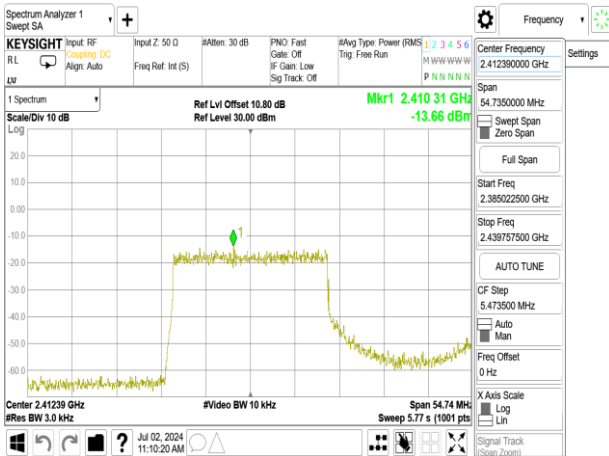 Spectrum Analyzer 1
Swept SA
+
Frequency
KEYSIGHT
RL
Input: RF
Coupling: DC
Align: Auto
Input Z: 50 Ω
Freq Ref: Int (S)
#Atten: 30 dB
PNO: Fast
Gate: Off
IF Gain: Low
Sig Track: Off
#Avg Type: Power (RMS
Trig: Free Run
1 2 3 4 5 6
M W W W W W
P N N N N N
1 Spectrum
Scale/Div 10 dB
Ref Lvl Offset 10.80 dB
Ref Level 30.00 dBm
Mkr1 2.410 31 GHz
-13.66 dBm
Log
20.0
10.0
0.00
-10.0
-20.0
-30.0
-40.0
-50.0
-60.0
1
Center 2.41239 GHz
#Res BW 3.0 kHz
#Video BW 10 kHz
Span 54.74 MHz
Sweep 5.77 s (1001 pts
Jul 02, 2024
11:10:20 AM
Center Frequency
2.412390000 GHz
Settings
Span
54.7350000 MHz
Swept Span
Zero Span
Full Span
Start Freq
2.385022500 GHz
Stop Freq
2.439757500 GHz
AUTO TUNE
CF Step
5.473500 MHz
Auto
Man
Freq Offset
0 Hz
X Axis Scale
Log
Lin
Signal Track
(Span Zoom)